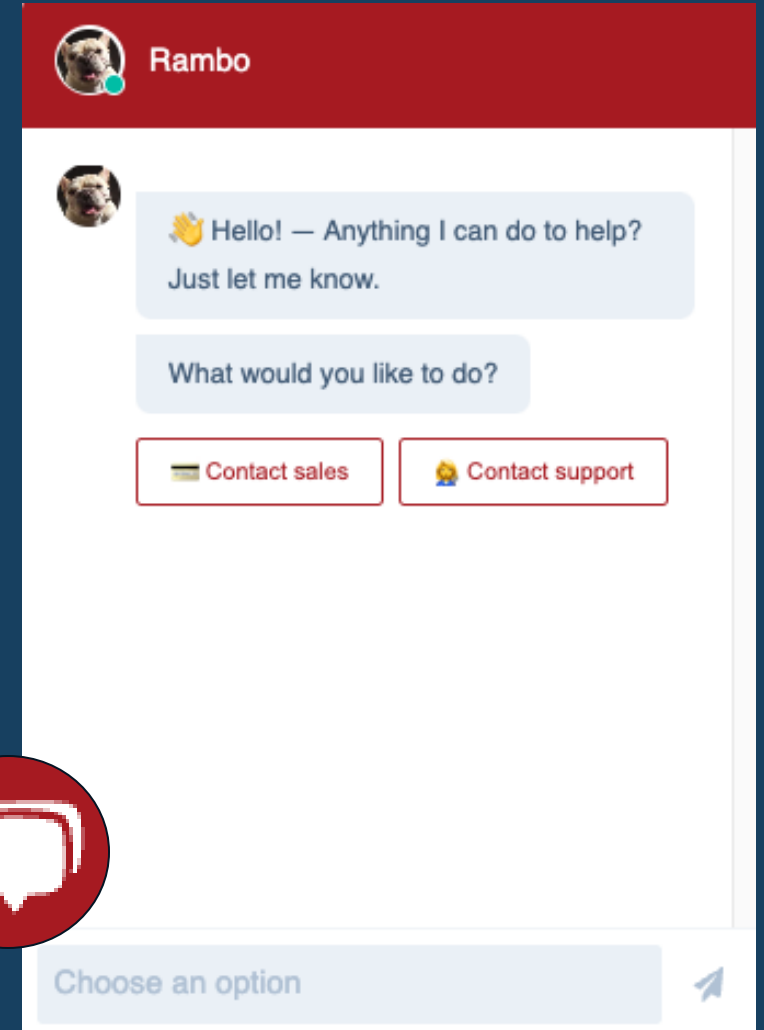 Rambo
👋 Hello! — Anything I can do to help?
Just let me know.
What would you like to do?
💳 Contact sales
🙋‍♀️ Contact support
Choose an option